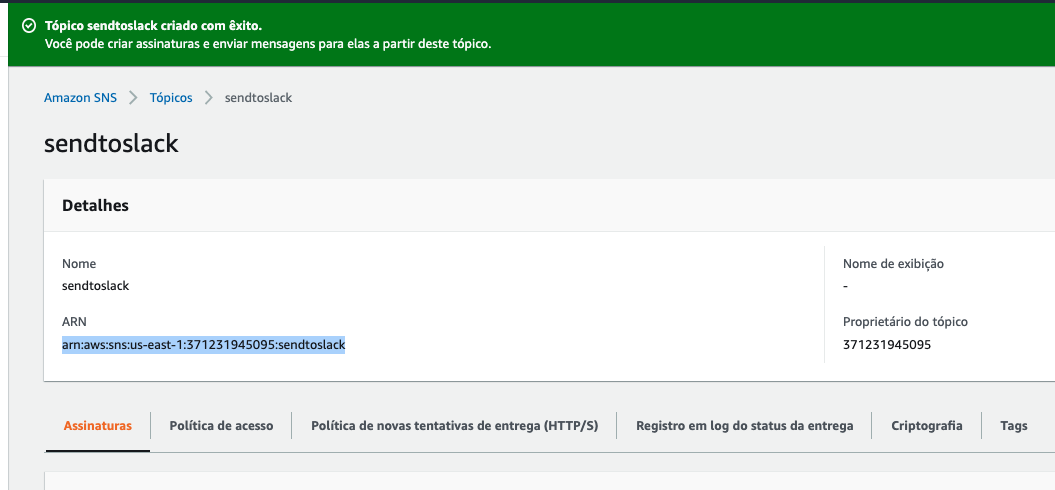 Tópico sendtoslack criado com êxito.
Você pode criar assinaturas e enviar mensagens para elas a partir deste tópico.
Amazon SNS > Tópicos > sendtoslack
sendtoslack
Detalhes
Nome
sendtoslack
ARN
arn:aws:sns:us-east-1:371231945095:sendtoslack
Nome de exibição
-
Proprietário do tópico
371231945095
Assinaturas Política de acesso Política de novas tentativas de entrega (HTTP/S) Registro em log do status da entrega Criptografia Tags